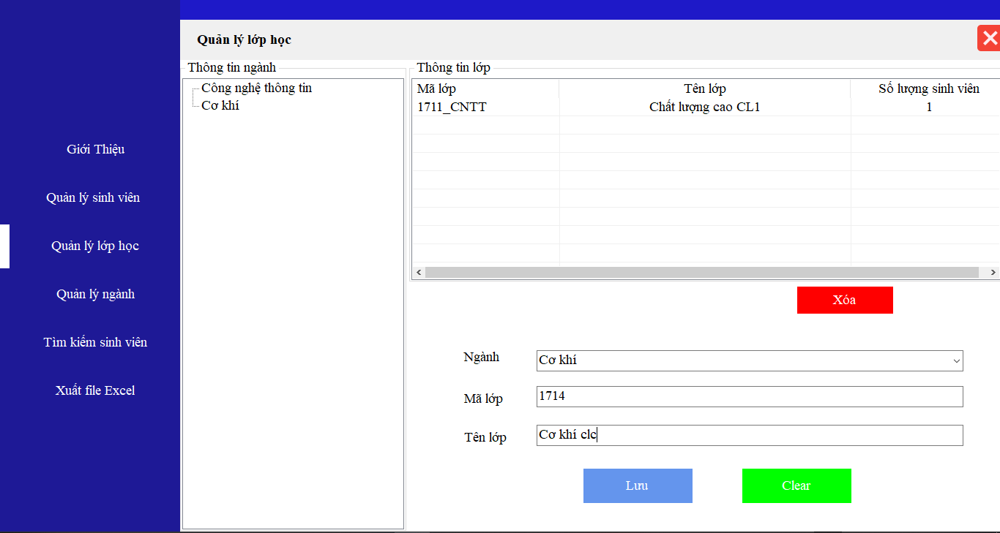 Quản lý lớp học
Giới Thiệu
Quản lý sinh viên
Quản lý lớp học
Quản lý ngành
Tìm kiếm sinh viên
Xuất file Excel
Thông tin ngành
Công nghệ thông tin
Cơ khí
Thông tin lớp
Mã lớp Tên lớp Số lượng sinh viên
1711_CNTT Chất lượng cao CL1 1
Xóa
Ngành Cơ khí
Mã lớp 1714
Tên lớp Cơ khí clc
Lưu Clear